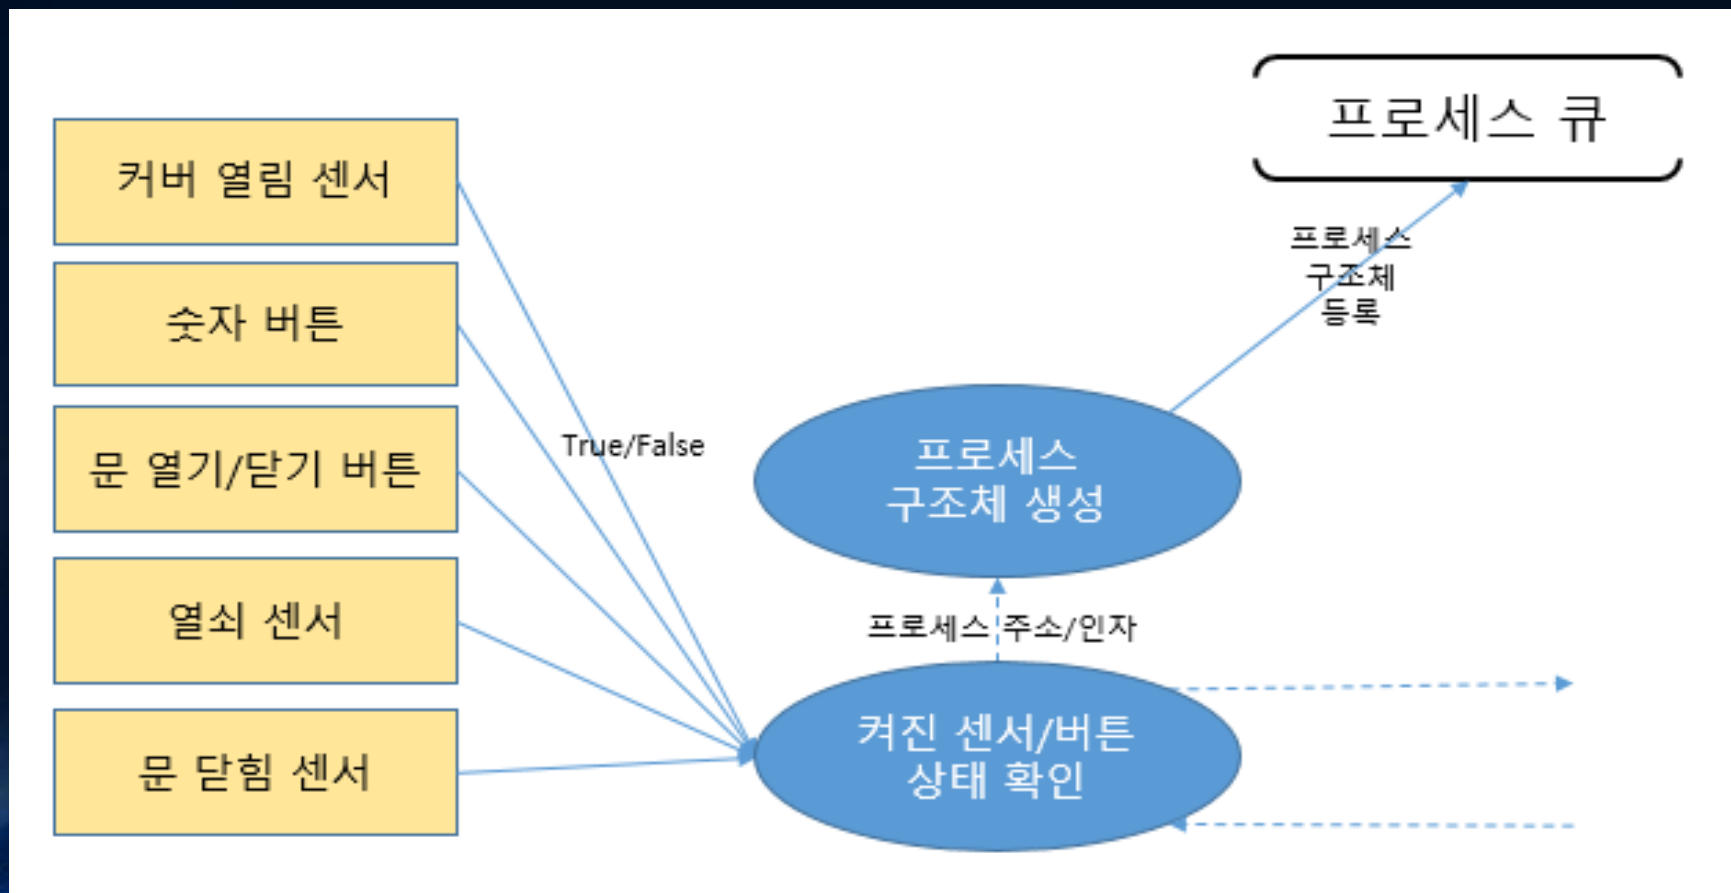 프로세스 큐
커버 열림 센서
숫자 버튼
문 열기/닫기 버튼
열쇠 센서
문 닫힘 센서
True/False
프로세스
구조체
등록
프로세스
구조체 생성
프로세스 주소/인자
켜진 센서/버튼
상태 확인